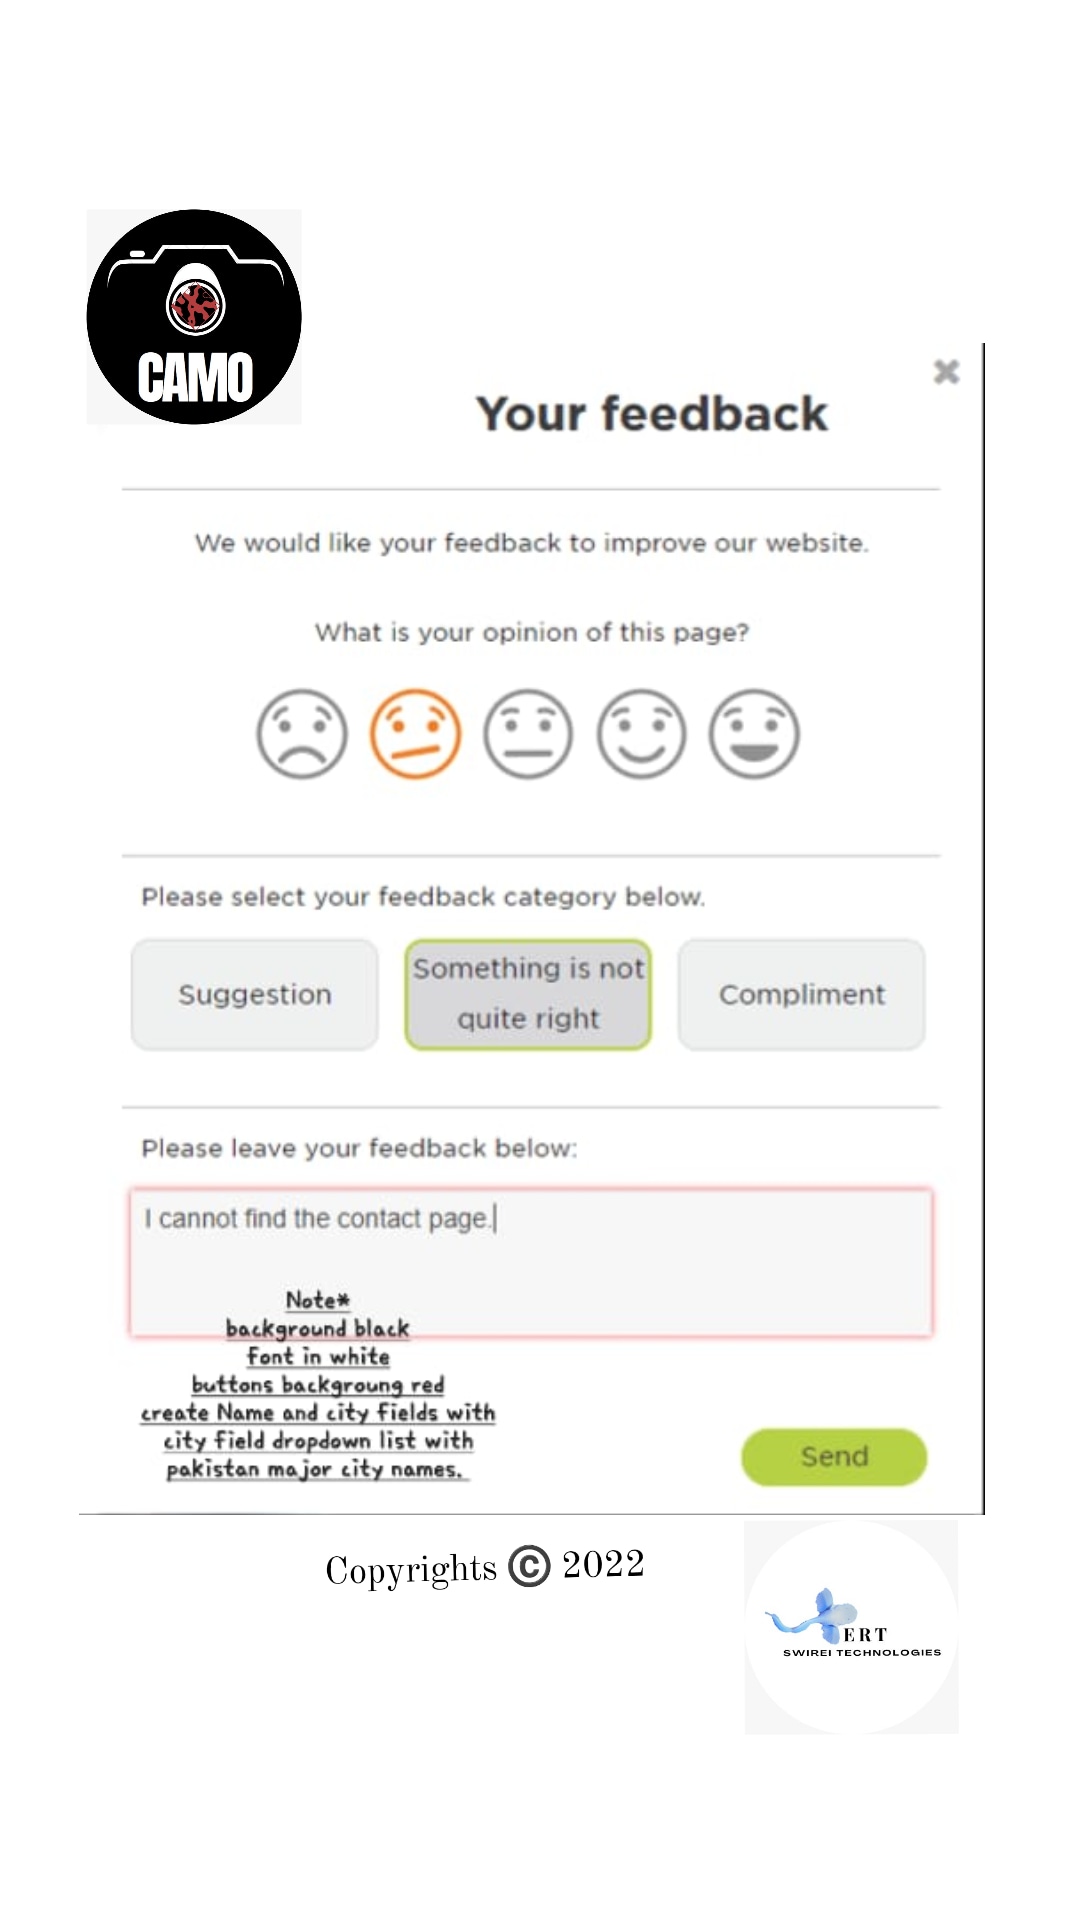 CAMO
Your feedback
We would like your feedback to improve our website.
What is your opinion of this page?
Please select your feedback category below.
Suggestion
Something is not
quite right
Compliment
Please leave your feedback below:
I cannot find the contact page.
Note*
background black
font in white
buttons backgroung red
create Name and city fields with
city field dropdown list with
pakistan major city names.
Send
Copyrights © 2022
ERT
SWIREI TECHNOLOGIES